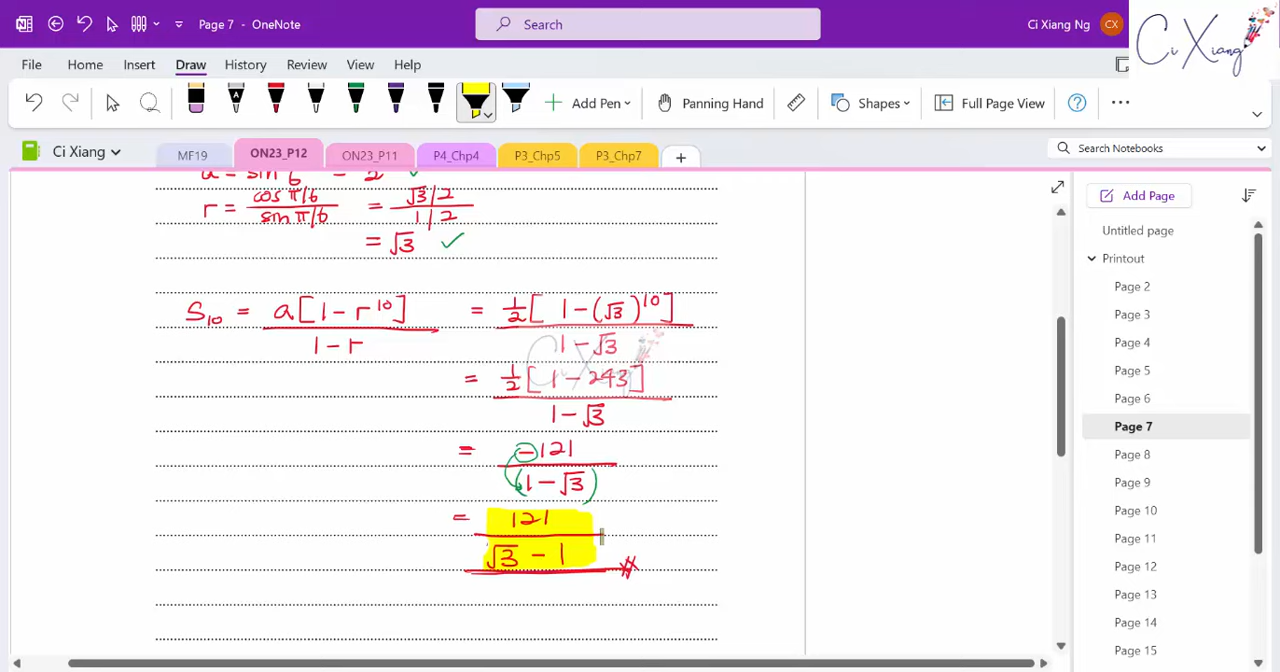 Page 7 - OneNote
Search
Ci Xiang Ng
CX
Ci Xiang
File Home Insert Draw History Review View Help
Add Pen
Panning Hand
Shapes
Full Page View
Ci Xiang
MF19
ON23_P12
ON23_P11
P4_Chp4
P3_Chp5
P3_Chp7
Search Notebooks
Add Page
Untitled page
Printout
Page 2
Page 3
Page 4
Page 5
Page 6
Page 7
Page 8
Page 9
Page 10
Page 11
Page 12
Page 13
Page 14
Page 15
a = sin 6 = 2 ✓
r = cos π/6 / sin π/6 = √3/2 / 1/2
= √3 ✓
S₁₀ = a[1 - r¹⁰] / 1 - r = ½[1 - (√3)¹⁰] / 1 - √3
Ci Xiang
= ½[1 - 243] / 1 - √3
= -121 / (1 - √3)
= 121 / √3 - 1